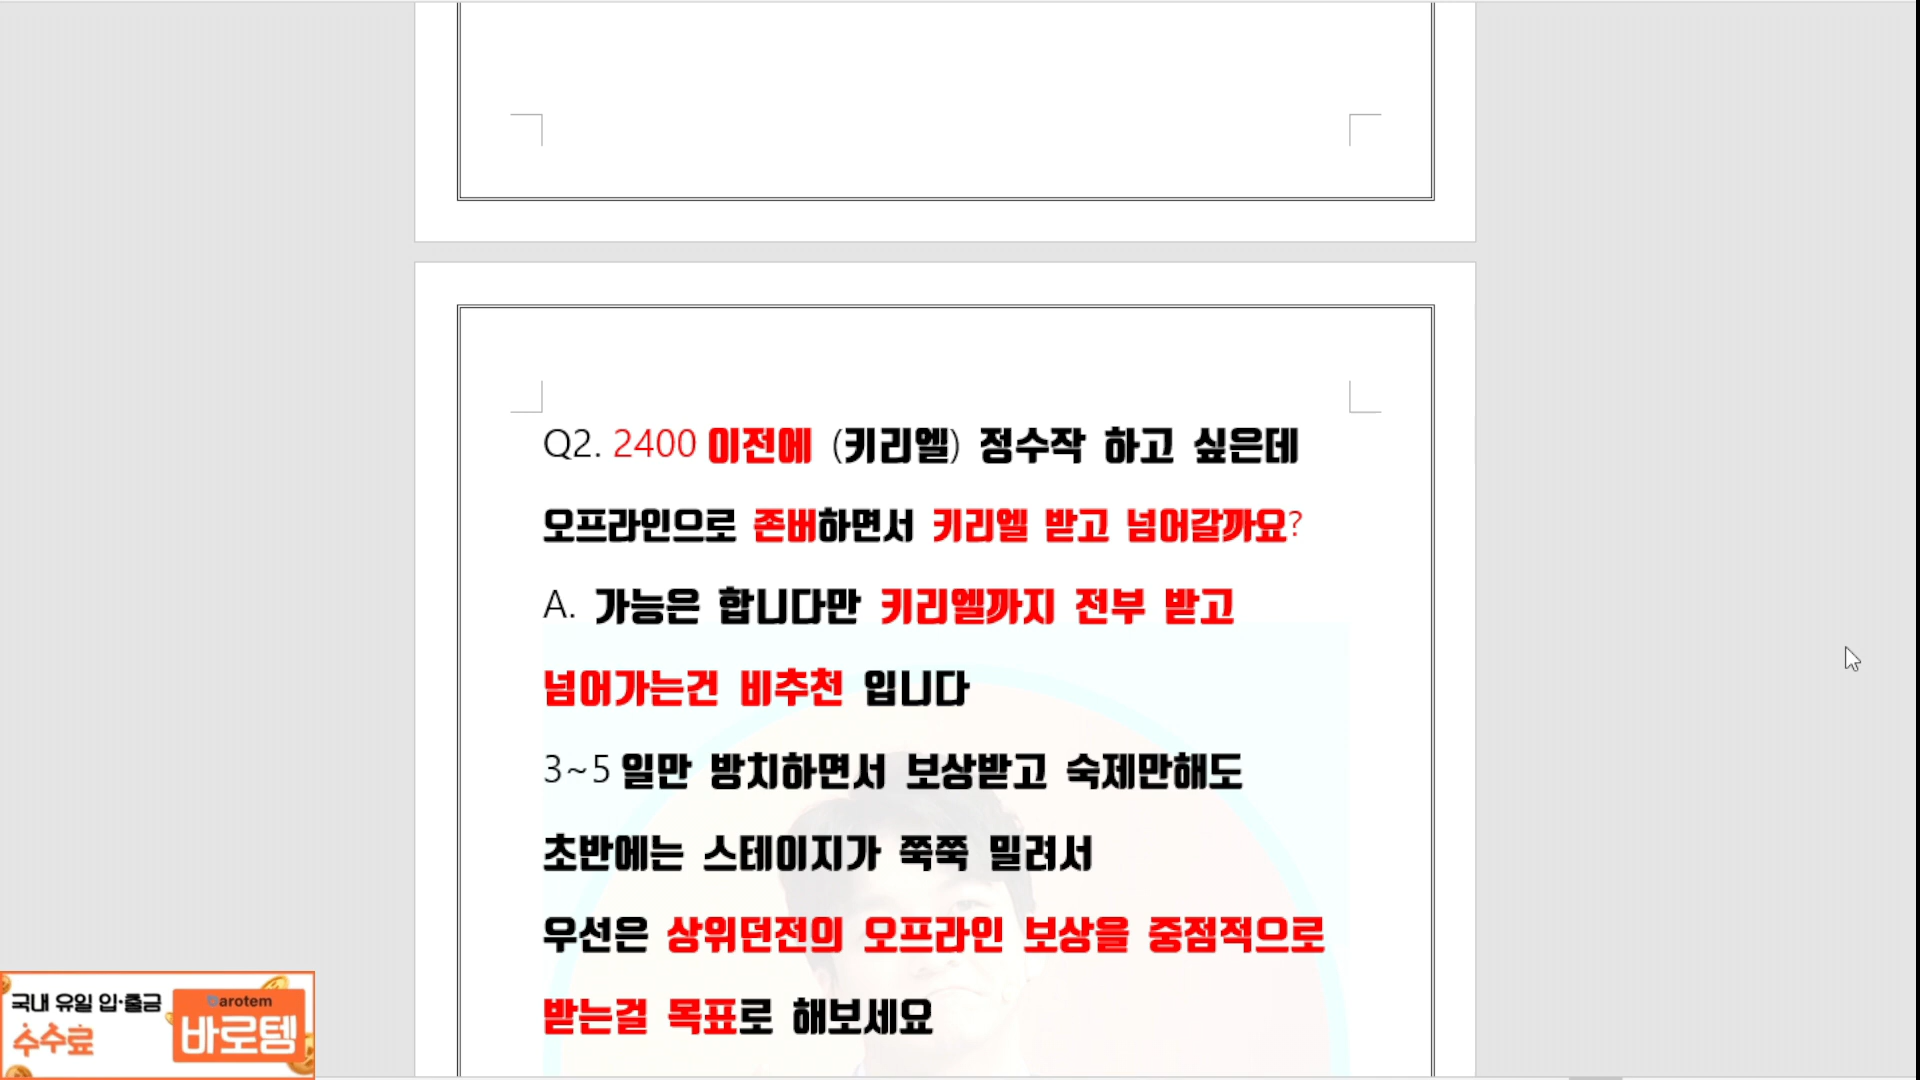 Q2. 2400 이전에 (키리엘) 정수작 하고 싶은데
오프라인으로 존버하면서 키리엘 받고 넘어갈까요?
A. 가능은 합니다만 키리엘까지 전부 받고
넘어가는건 비추천 입니다
3~5일만 방치하면서 보상받고 숙제만해도
초반에는 스테이지가 쭉쭉 밀려서
우선은 상위던전의 오프라인 보상을 중점적으로
받는걸 목표로 해보세요
국내 유일 입·출금
수수료
Barotem
바로템